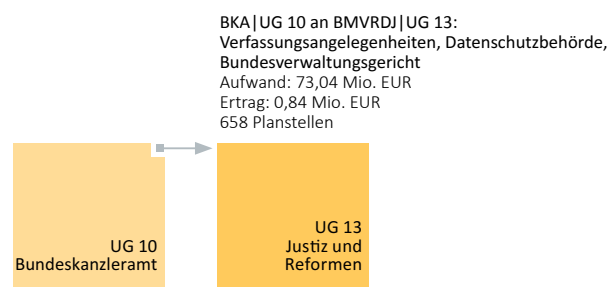 BKA|UG 10 an BMVRDJ|UG 13:
Verfassungsangelegenheiten, Datenschutzbehörde,
Bundesverwaltungsgericht
Aufwand: 73,04 Mio. EUR
Ertrag: 0,84 Mio. EUR
658 Planstellen
UG 10
Bundeskanzleramt
UG 13
Justiz und
Reformen